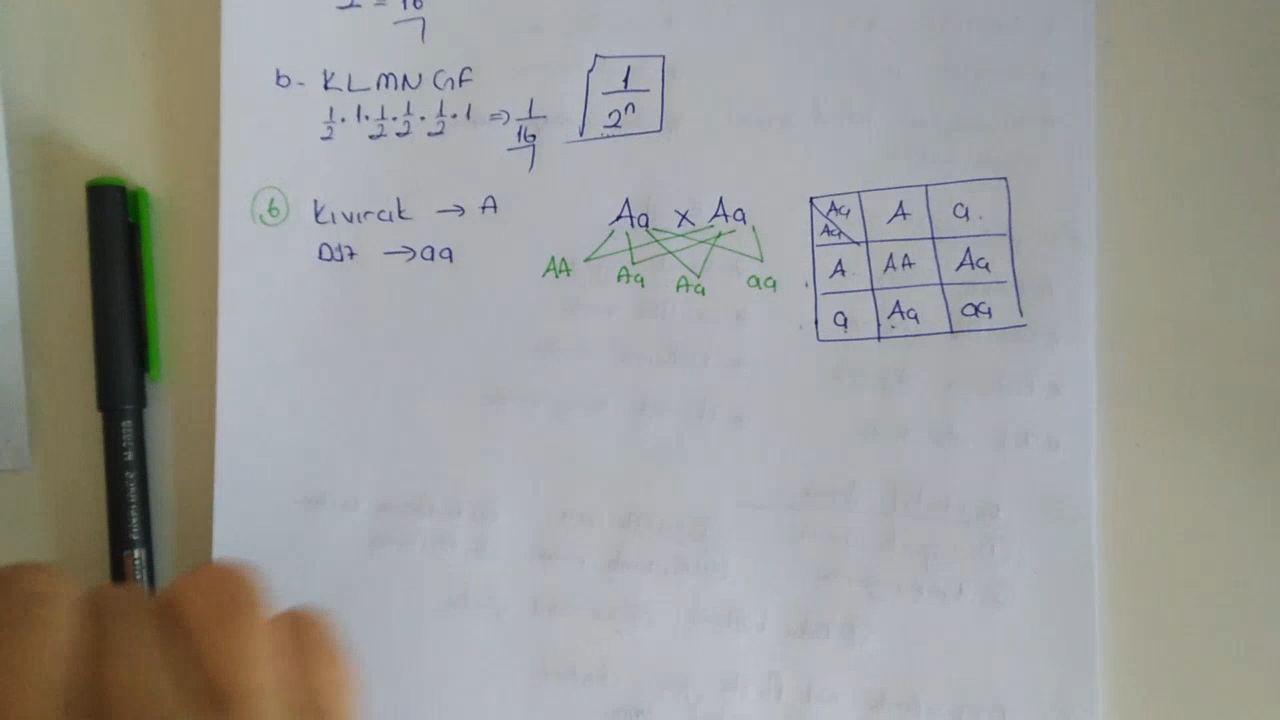 16
b- KLMNGF
1/2 . 1 . 1/2 . 1/2 . 1/2 . 1 ⇒ 1/16
1/2ⁿ
6 Kıvırcık → A
Düz → aa
Aa x Aa
AA Aa Aa aa
Aa Aa A a
A AA Aa
a Aa aa